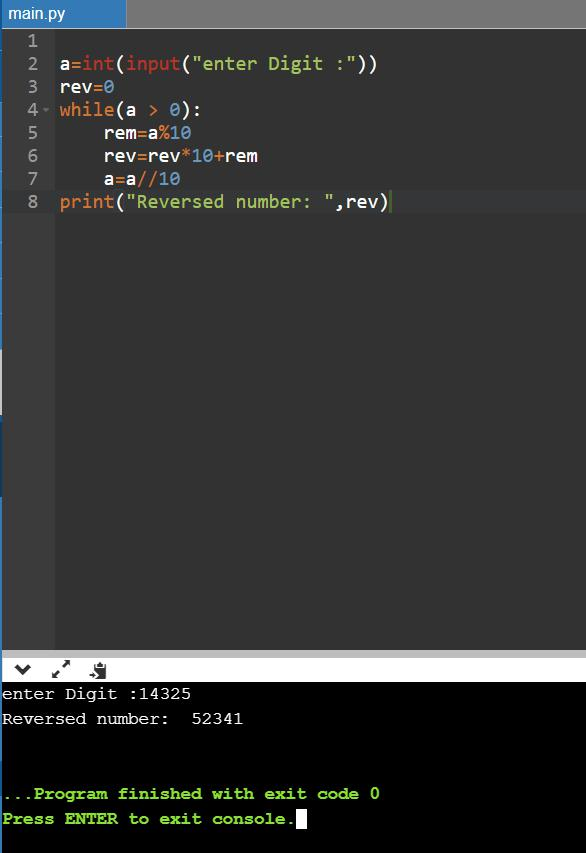 main.py
1
2 a=int(input("enter Digit :"))
3 rev=0
4 while(a > 0):
5     rem=a%10
6     rev=rev*10+rem
7     a=a//10
8 print("Reversed number: ",rev)
enter Digit :14325
Reversed number:  52341
...Program finished with exit code 0
Press ENTER to exit console.